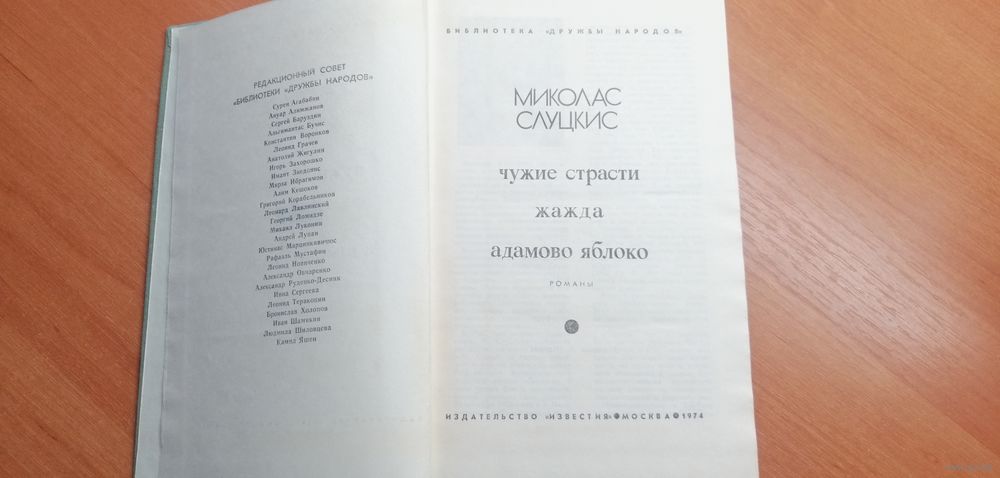 РЕДАКЦИОННЫЙ СОВЕТ
«БИБЛИОТЕКИ «ДРУЖБЫ НАРОДОВ»
Сурен Агабабян
Ануар Алимжанов
Сергей Баруздин
Альгимантас Бучис
Константин Воронков
Леонид Грачев
Анатолий Жигулин
Игорь Захорошко
Имант Зиедонис
Мирза Ибрагимов
Алим Кешоков
Григорий Корабельников
Леонард Лавлинский
Георгий Ломидзе
Михаил Луконин
Андрей Лупан
Юстинас Марцинкявичюс
Рафаэль Мустафин
Леонид Новиченко
Александр Овчаренко
Александр Руденко-Десняк
Инна Сергеева
Леонид Теракопян
Бронислав Холопов
Иван Шамякин
Людмила Шиловцева
Камил Яшен
БИБЛИОТЕКА «ДРУЖБЫ НАРОДОВ»
МИКОЛАС
СЛУЦКИС
чужие страсти
жажда
адамово яблоко
РОМАНЫ
ИЗДАТЕЛЬСТВО «ИЗВЕСТИЯ» МОСКВА 1974